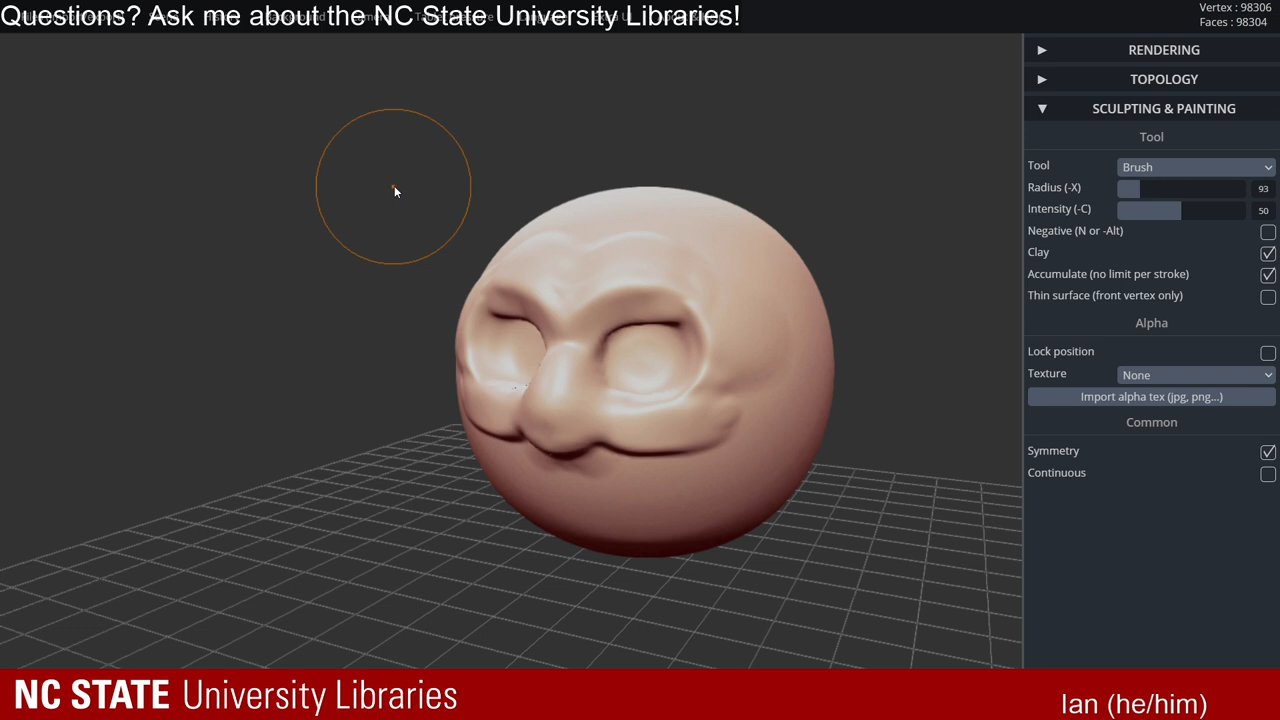 Questions? Ask me about the NC State University Libraries!
Vertex : 98306
Faces : 98304
RENDERING
TOPOLOGY
SCULPTING & PAINTING
Tool
Tool Brush
Radius (-X) 93
Intensity (-C) 50
Negative (N or -Alt)
Clay
Accumulate (no limit per stroke)
Thin surface (front vertex only)
Alpha
Lock position
Texture None
Import alpha tex (jpg, png...)
Common
Symmetry
Continuous
NC STATE University Libraries
Ian (he/him)